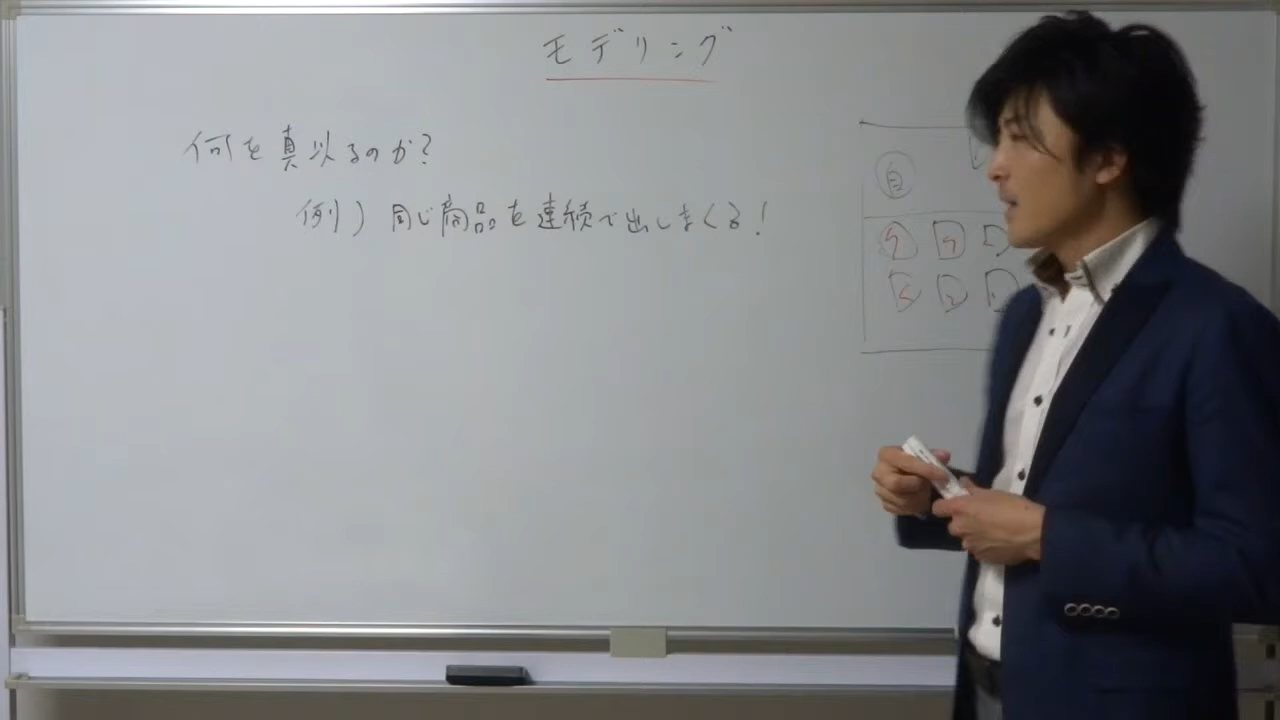 モデリング
何を真似るのか?
例) 同じ商品を連続で出しまくる!
自